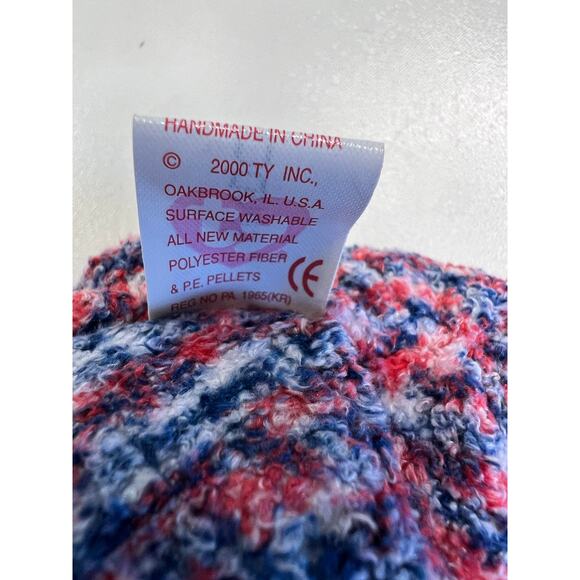 HANDMADE IN CHINA
© 2000 TY INC.,
OAKBROOK, IL. U.S.A.
SURFACE WASHABLE
ALL NEW MATERIAL
POLYESTER FIBER
& P.E. PELLETS CE
REG NO PA. 1965(KR)